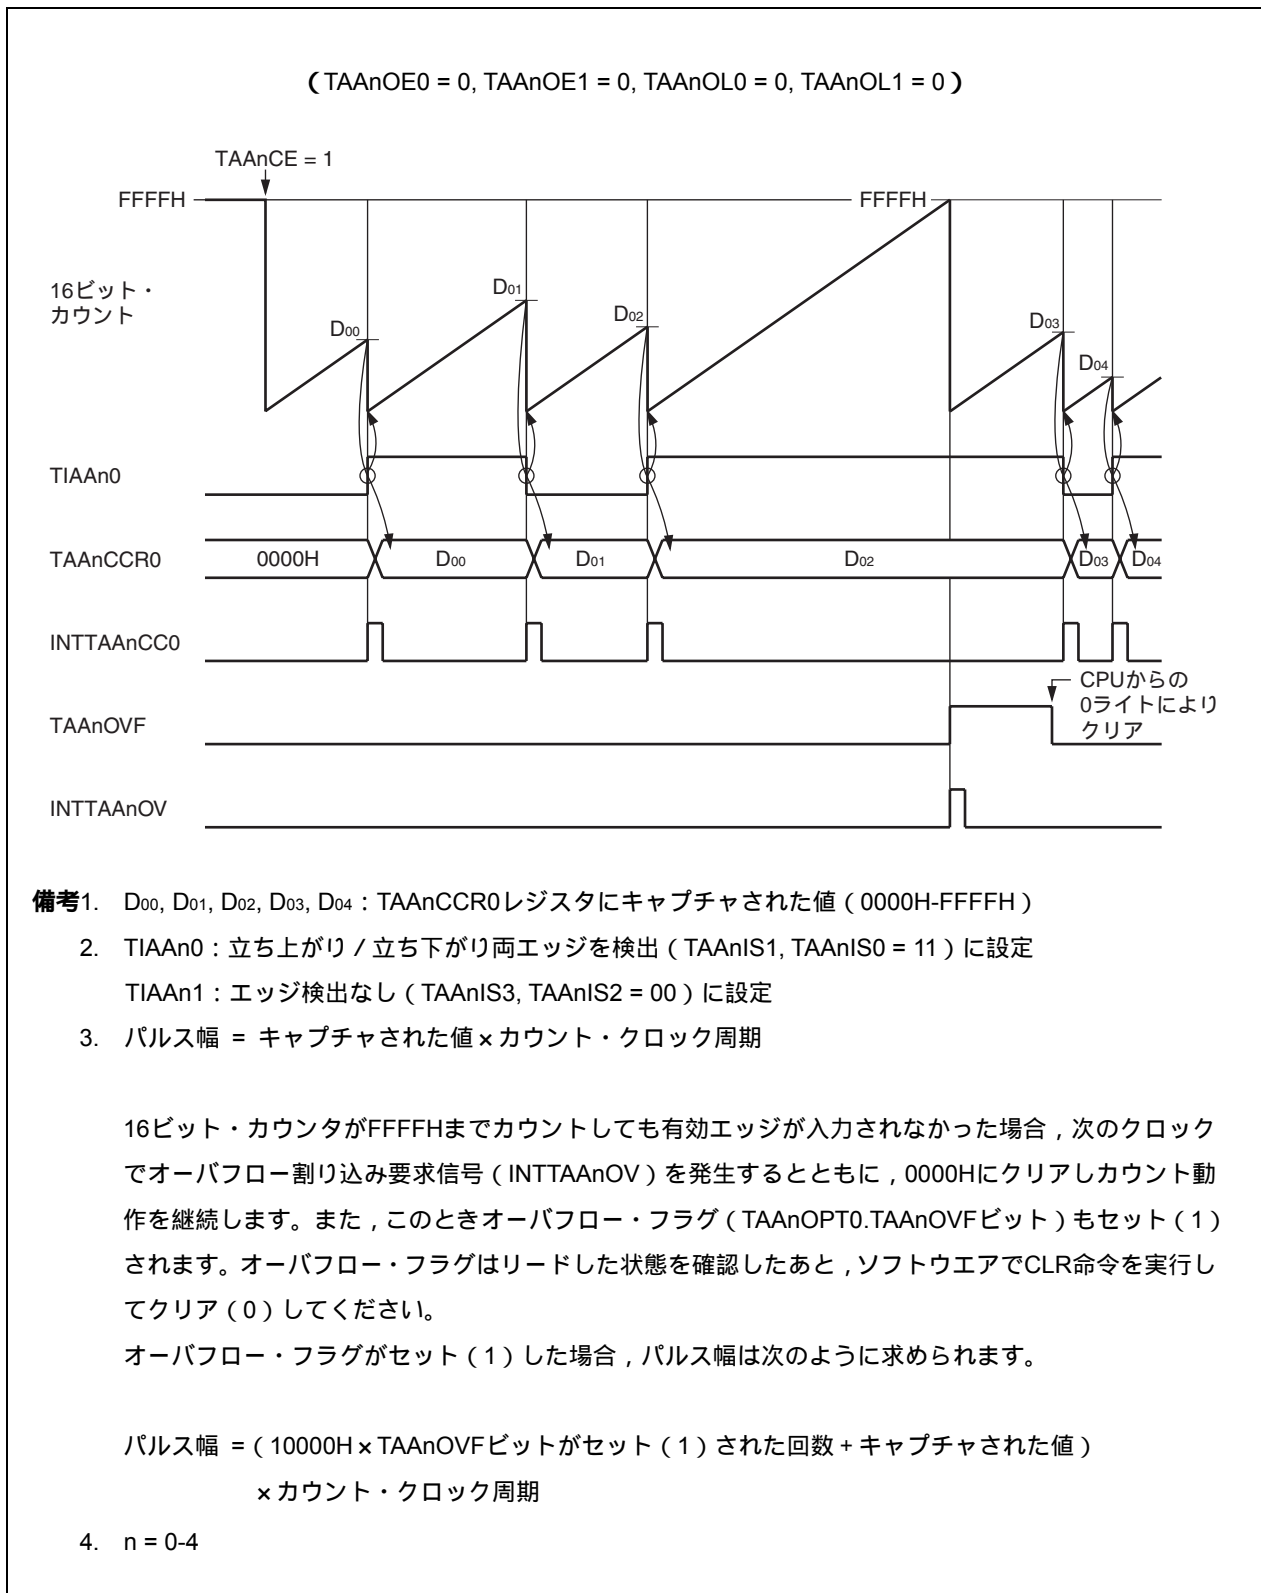 (TAAnOE0 = 0, TAAnOE1 = 0, TAAnOL0 = 0, TAAnOL1 = 0)
TAAnCE = 1
FFFFH
FFFFH
16ビット・
カウント
D00
D01
D02
D03
D04
TIAAn0
TAAnCCR0
0000H
D00
D01
D02
D03
D04
INTTAAnCC0
CPUからの
0ライトにより
クリア
TAAnOVF
INTTAAnOV
備考1. D00, D01, D02, D03, D04：TAAnCCR0レジスタにキャプチャされた値（0000H-FFFFH）
2. TIAAn0：立ち上がり／立ち下がり両エッジを検出（TAAnIS1, TAAnIS0 = 11）に設定
TIAAn1：エッジ検出なし（TAAnIS3, TAAnIS2 = 00）に設定
3. パルス幅 = キャプチャされた値×カウント・クロック周期
16ビット・カウンタがFFFFHまでカウントしても有効エッジが入力されなかった場合，次のクロック
でオーバフロー割り込み要求信号（INTTAAnOV）を発生するとともに，0000Hにクリアしカウント動
作を継続します。また，このときオーバフロー・フラグ（TAAnOPT0.TAAnOVFビット）もセット（1）
されます。オーバフロー・フラグはリードした状態を確認したあと，ソフトウエアでCLR命令を実行し
てクリア（0）してください。
オーバフロー・フラグがセット（1）した場合，パルス幅は次のように求められます。
パルス幅 =（10000H×TAAnOVFビットがセット（1）された回数+キャプチャされた値）
×カウント・クロック周期
4. n = 0-4